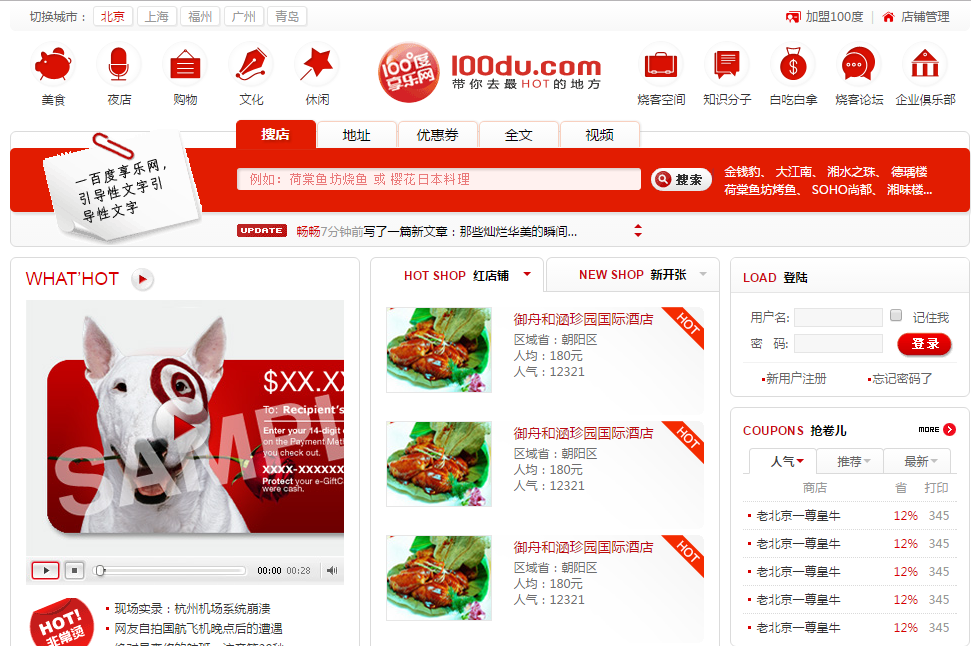 切换城市： 北京 上海 福州 广州 青岛 加盟100度 店铺管理
100°度 享乐网
100du.com
带你去最HOT的地方
美食 夜店 购物 文化 休闲 烧客空间 知识分子 白吃白拿 烧客论坛 企业俱乐部
搜店 地址 优惠券 全文 视频
一百度享乐网，
引导性文字引
导性文字
例如：荷棠鱼坊烧鱼 或 樱花日本料理 搜索
金钱豹、 大江南、 湘水之珠、 德瑀楼
荷棠鱼坊烤鱼、 SOHO尚都、 湘味楼...
UPDATE 畅畅7分钟前写了一篇新文章：那些灿烂华美的瞬间...
WHAT'HOT
$XX.X
To: Recipient's
Enter your 14-digit
on the Payment Met
you check out.
XXXX-XXXXXX
Protect your e-GiftC
were cash.
SAMPL
00:00 00:28
HOT!
非常烫
现场实录：杭州机场系统崩溃
网友自拍国航飞机晚点后的遭遇
HOT SHOP 红店铺 NEW SHOP 新开张
御舟和涵珍园国际酒店
区域省：朝阳区
人均：180元
人气：12321
HOT
御舟和涵珍园国际酒店
区域省：朝阳区
人均：180元
人气：12321
HOT
御舟和涵珍园国际酒店
区域省：朝阳区
人均：180元
人气：12321
HOT
LOAD 登陆
用户名: 记住我
密 码: 登录
新用户注册 忘记密码了
COUPONS 抢卷儿 MORE
人气 推荐 最新
商店 省 打印
老北京一尊皇牛 12% 345
老北京一尊皇牛 12% 345
老北京一尊皇牛 12% 345
老北京一尊皇牛 12% 345
老北京一尊皇牛 12% 345